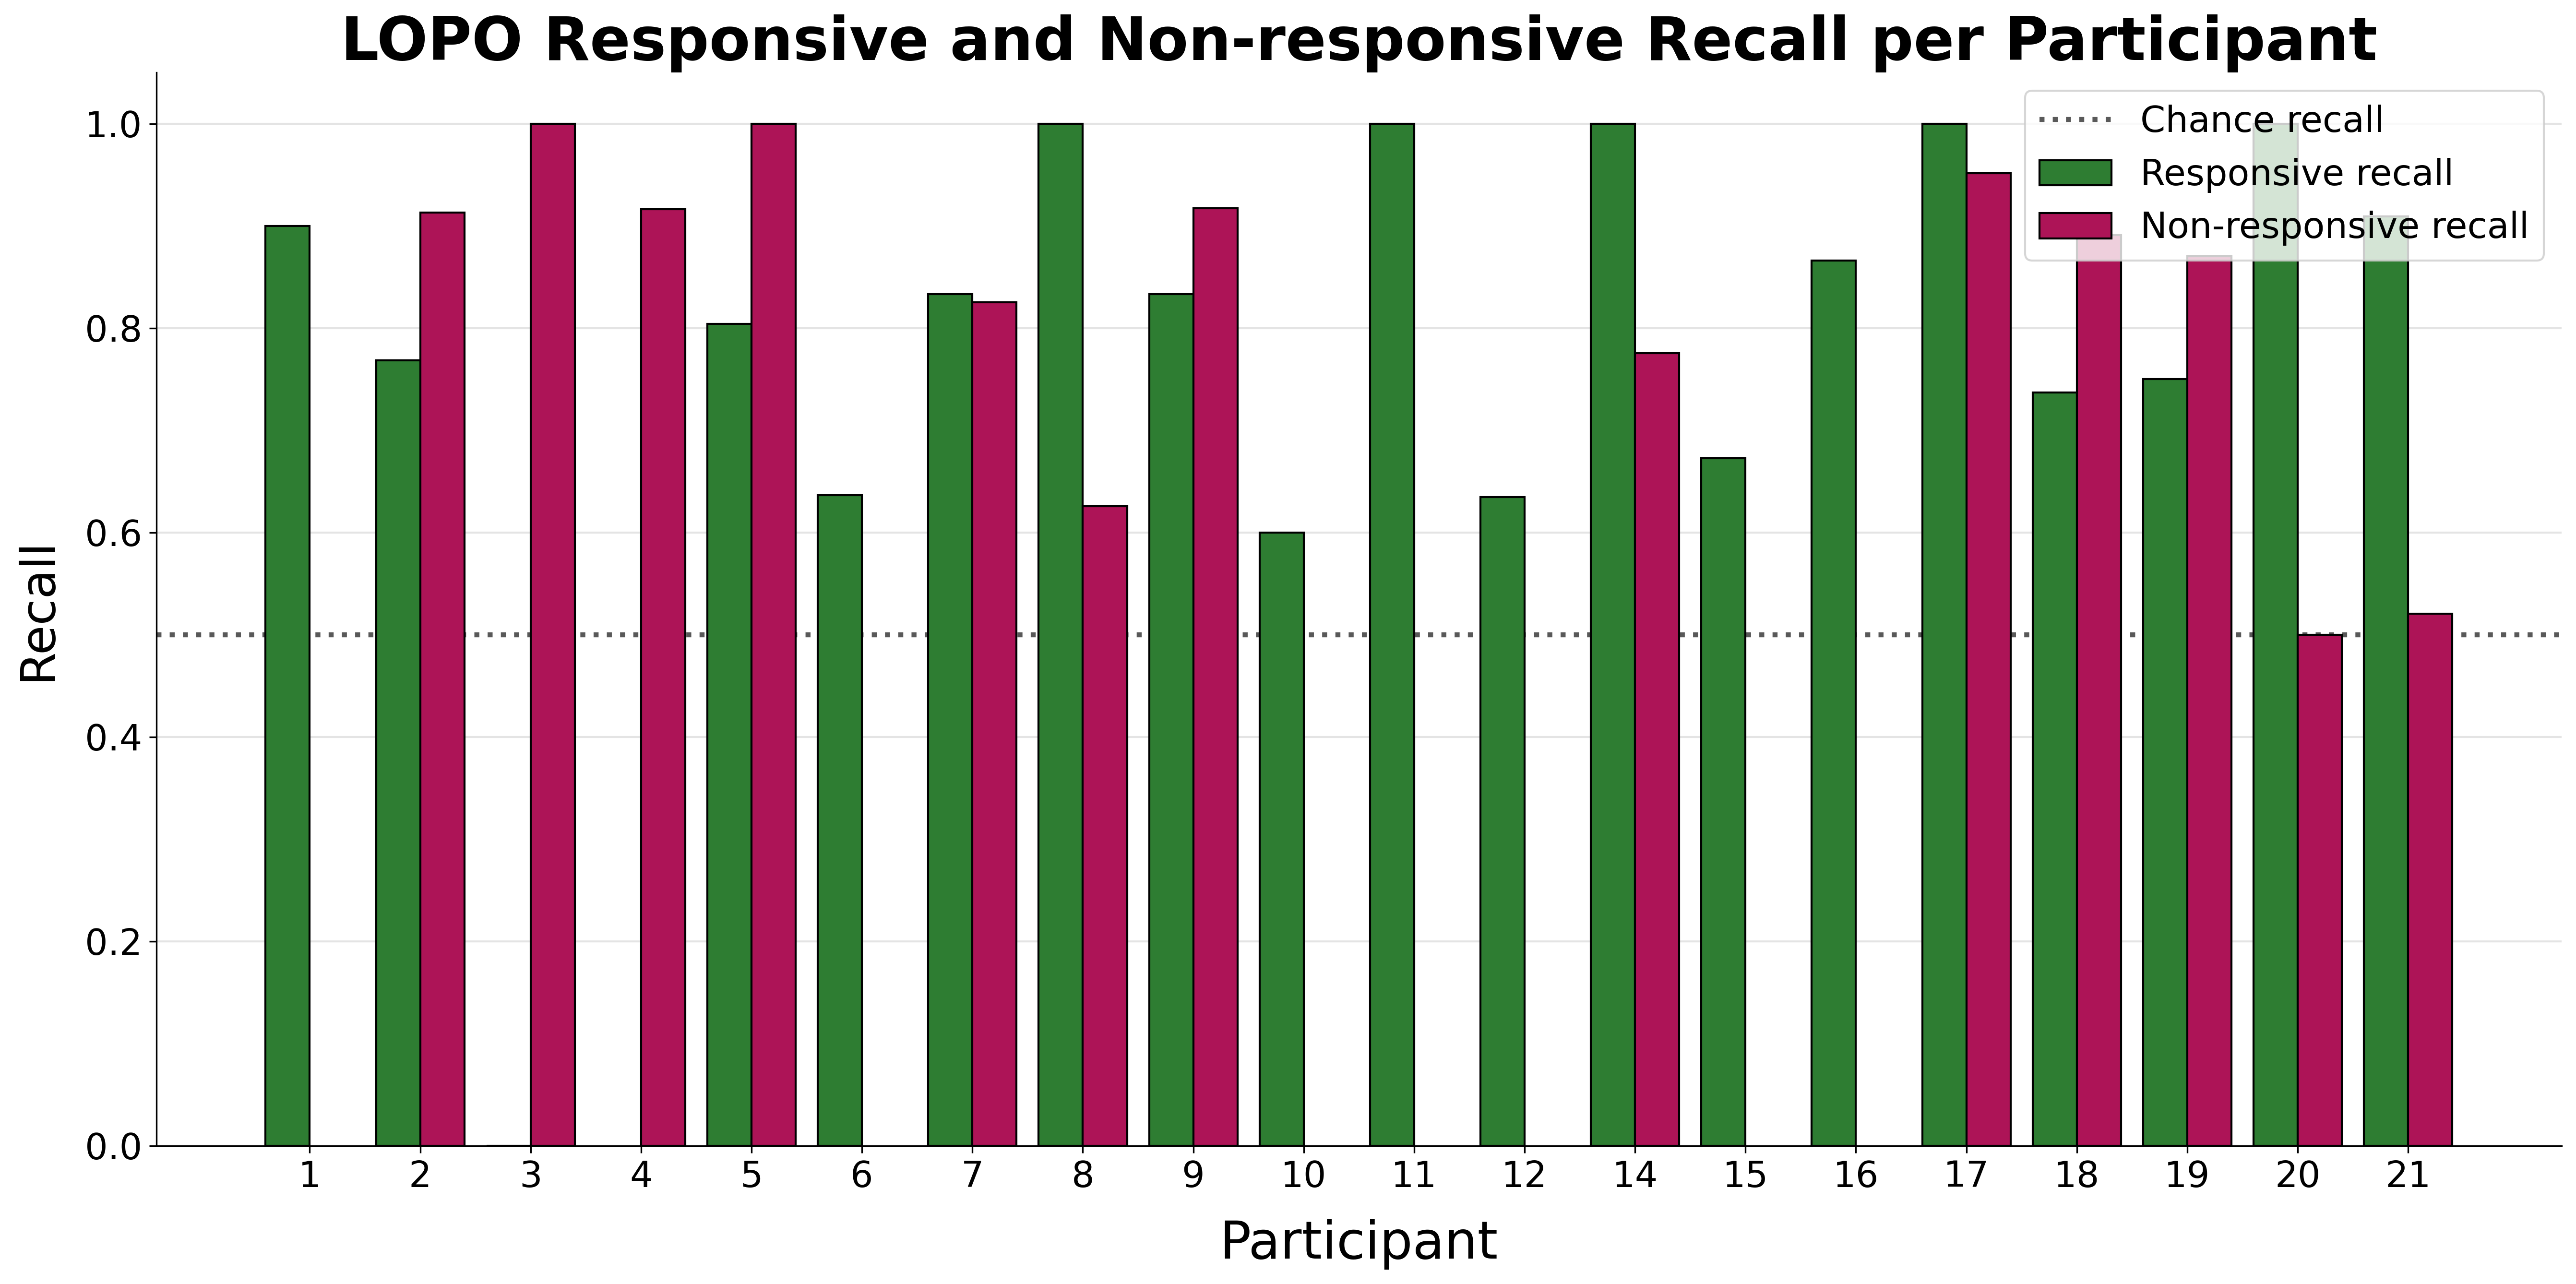 LOPO Responsive and Non-responsive Recall per Participant
Chance recall
Responsive recall
Non-responsive recall
Recall
1.0
0.8
0.6
0.4
0.2
0.0
1 2 3 4 5 6 7 8 9 10 11 12 14 15 16 17 18 19 20 21
Participant